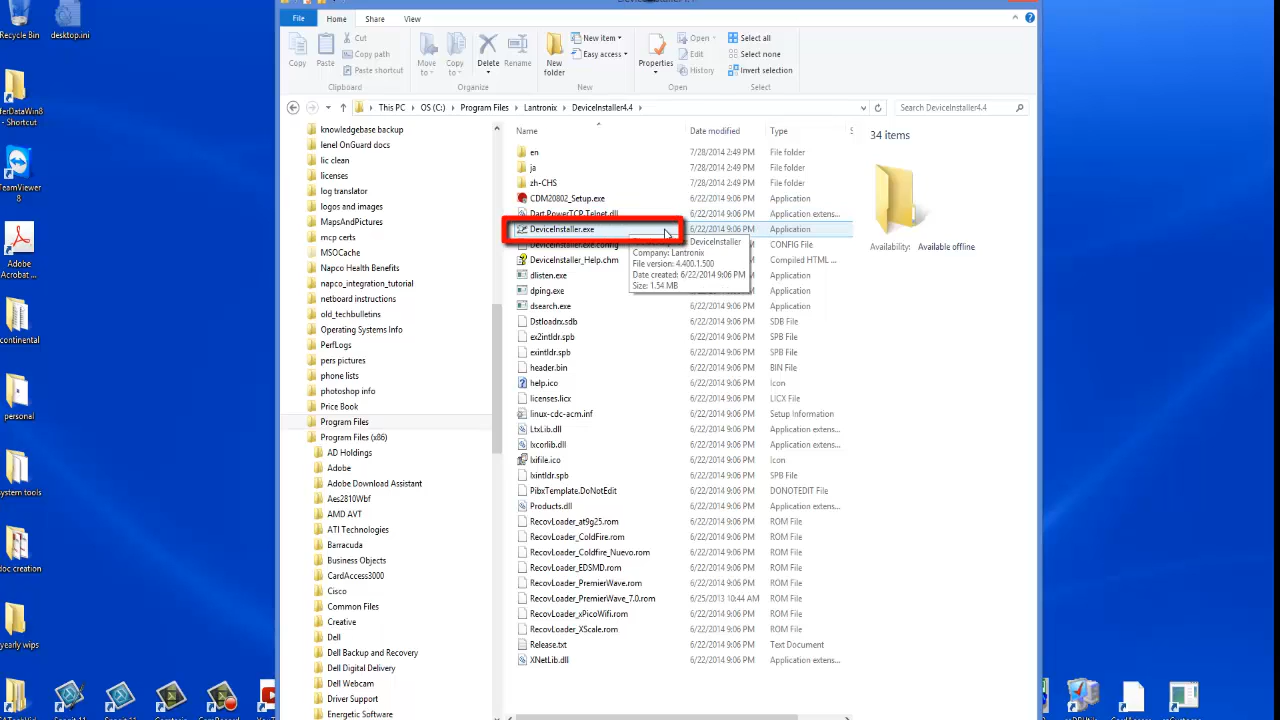 File
Home
Share
View
Copy
Paste
Cut
Copy path
Paste shortcut
Clipboard
Move to
Copy to
Delete
Rename
Organize
New folder
New item
Easy access
New
Properties
Open
Edit
History
Open
Select all
Select none
Invert selection
Select
This PC
OS (C:)
Program Files
Lantronix
DeviceInstaller4.4
Search DeviceInstaller4.4
Recycle Bin
desktop.ini
ferDataWin8
- Shortcut
TeamViewer
8
Adobe
Acrobat ...
continental
personal
system tools
doc creation
yearly wips
knowledgebase backup
lenel OnGuard docs
lic clean
licenses
log translator
logos and images
MapsAndPictures
mcp certs
MSOCache
Napco Health Benefits
napco_integration_tutorial
netboard inspections
old_techbulletins
Operating Systems Info
PerfLogs
pers pictures
phone lists
photoshop info
Price Book
Program Files
Program Files (x86)
AD Holdings
Adobe
Adobe Download Assistant
Aes2810Wbf
AMD AVT
ATI Technologies
Barracuda
Business Objects
CardAccess3000
Cisco
Common Files
Creative
Dell
Dell Backup and Recovery
Dell Digital Delivery
Dell Webcam
Driver Support
Energetic Software
Name Date modified Type S
en 7/28/2014 2:49 PM File folder
ja 7/28/2014 2:49 PM File folder
zh-CHS 7/28/2014 2:49 PM File folder
CDM20802_Setup.exe 6/22/2014 9:06 PM Application
Dart.PowerTCP.Telnet.dll 6/22/2014 9:06 PM Application extens...
DeviceInstaller.exe 6/22/2014 9:06 PM Application
DeviceInstaller.exe.config DeviceInstaller CONFIG File
Company: Lantronix
DeviceInstaller_Help.chm Compiled HTML ...
File version: 4.400.1.500
dlisten.exe Date created: 6/22/2014 9:06 PM Application
Size: 1.54 MB
dping.exe 6/22/2014 9:06 PM Application
dsearch.exe 6/22/2014 9:06 PM Application
Dstloadrx.sdb 6/22/2014 9:06 PM SDB File
ex2intldr.spb 6/22/2014 9:06 PM SPB File
exintldr.spb 6/22/2014 9:06 PM SPB File
header.bin 6/22/2014 9:06 PM BIN File
help.ico 6/22/2014 9:06 PM Icon
licenses.licx 6/22/2014 9:06 PM LICX File
linux-cdc-acm.inf 6/22/2014 9:06 PM Setup Information
LtxLib.dll 6/22/2014 9:06 PM Application extens...
lxcorlib.dll 6/22/2014 9:06 PM Application extens...
lxifile.ico 6/22/2014 9:06 PM Icon
lxintldr.spb 6/22/2014 9:06 PM SPB File
PibxTemplate.DoNotEdit 6/22/2014 9:06 PM DONOTEDIT File
Products.dll 6/22/2014 9:06 PM Application extens...
RecovLoader_at9g25.rom 6/22/2014 9:06 PM ROM File
RecovLoader_ColdFire.rom 6/22/2014 9:06 PM ROM File
RecovLoader_Coldfire_Nuevo.rom 6/22/2014 9:06 PM ROM File
RecovLoader_EDSMD.rom 6/22/2014 9:06 PM ROM File
RecovLoader_PremierWave.rom 6/22/2014 9:06 PM ROM File
RecovLoader_PremierWave_7.0.rom 6/25/2013 10:44 AM ROM File
RecovLoader_xPicoWifi.rom 6/22/2014 9:06 PM ROM File
RecovLoader_XScale.rom 6/22/2014 9:06 PM ROM File
Release.txt 6/22/2014 9:06 PM Text Document
XNetLib.dll 6/22/2014 9:06 PM Application extens...
34 items
Availability: Available offline